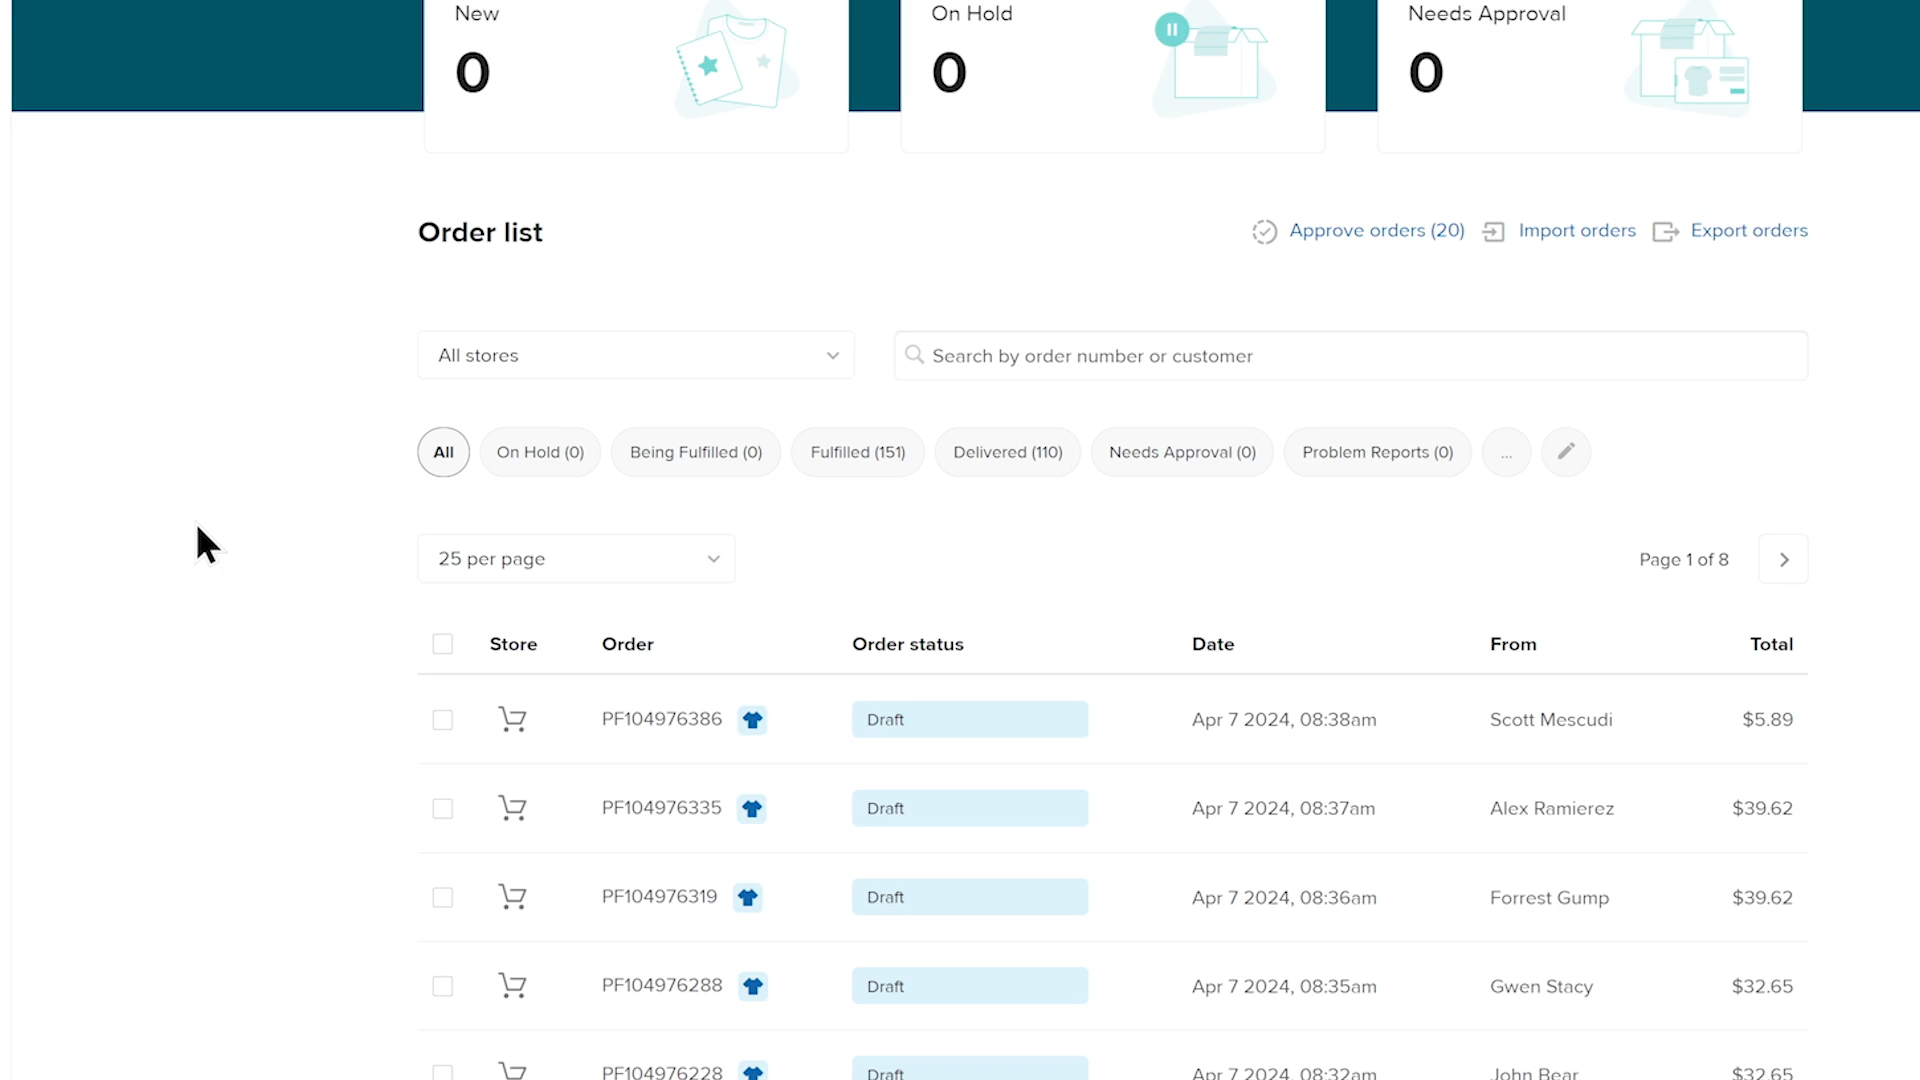 New
On Hold
Needs Approval
0
0
0
Order list
Approve orders (20)
Import orders
Export orders
All stores
Search by order number or customer
All
On Hold (0)
Being Fulfilled (0)
Fulfilled (151)
Delivered (110)
Needs Approval (0)
Problem Reports (0)
...
25 per page
Page 1 of 8
Store Order Order status Date From Total
PF104976386 Draft Apr 7 2024, 08:38am Scott Mescudi $5.89
PF104976335 Draft Apr 7 2024, 08:37am Alex Ramierez $39.62
PF104976319 Draft Apr 7 2024, 08:36am Forrest Gump $39.62
PF104976288 Draft Apr 7 2024, 08:35am Gwen Stacy $32.65
PF104976228 Draft Apr 7 2024, 08:32am John Bear $32.65